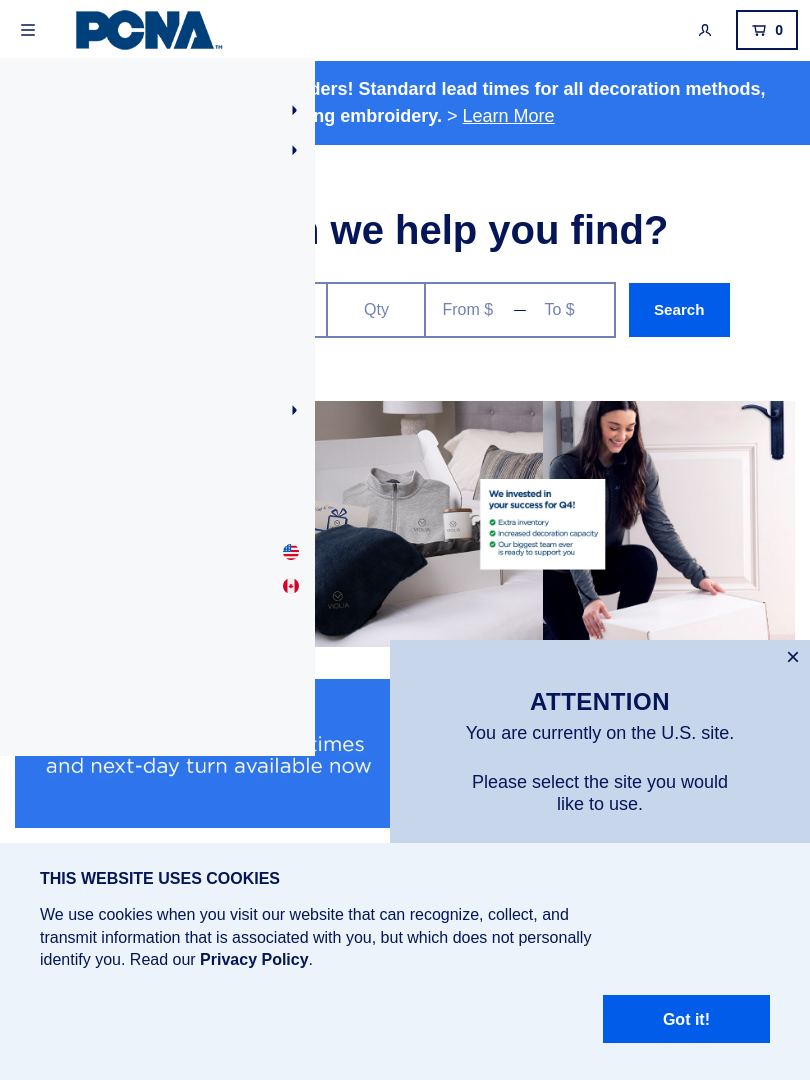 PCNA™
0
ders! Standard lead times for all decoration methods,
ng embroidery. > Learn More
we help you find?
Qty
From $ — To $
Search
We invested in
your success for Q4!
Extra inventory
Increased decoration capacity
Our biggest team ever
is ready to support you
VIOLIA
times
and next-day turn available now
×
ATTENTION
You are currently on the U.S. site.
Please select the site you would
like to use.
THIS WEBSITE USES COOKIES
We use cookies when you visit our website that can recognize, collect, and
transmit information that is associated with you, but which does not personally
identify you. Read our Privacy Policy.
Got it!